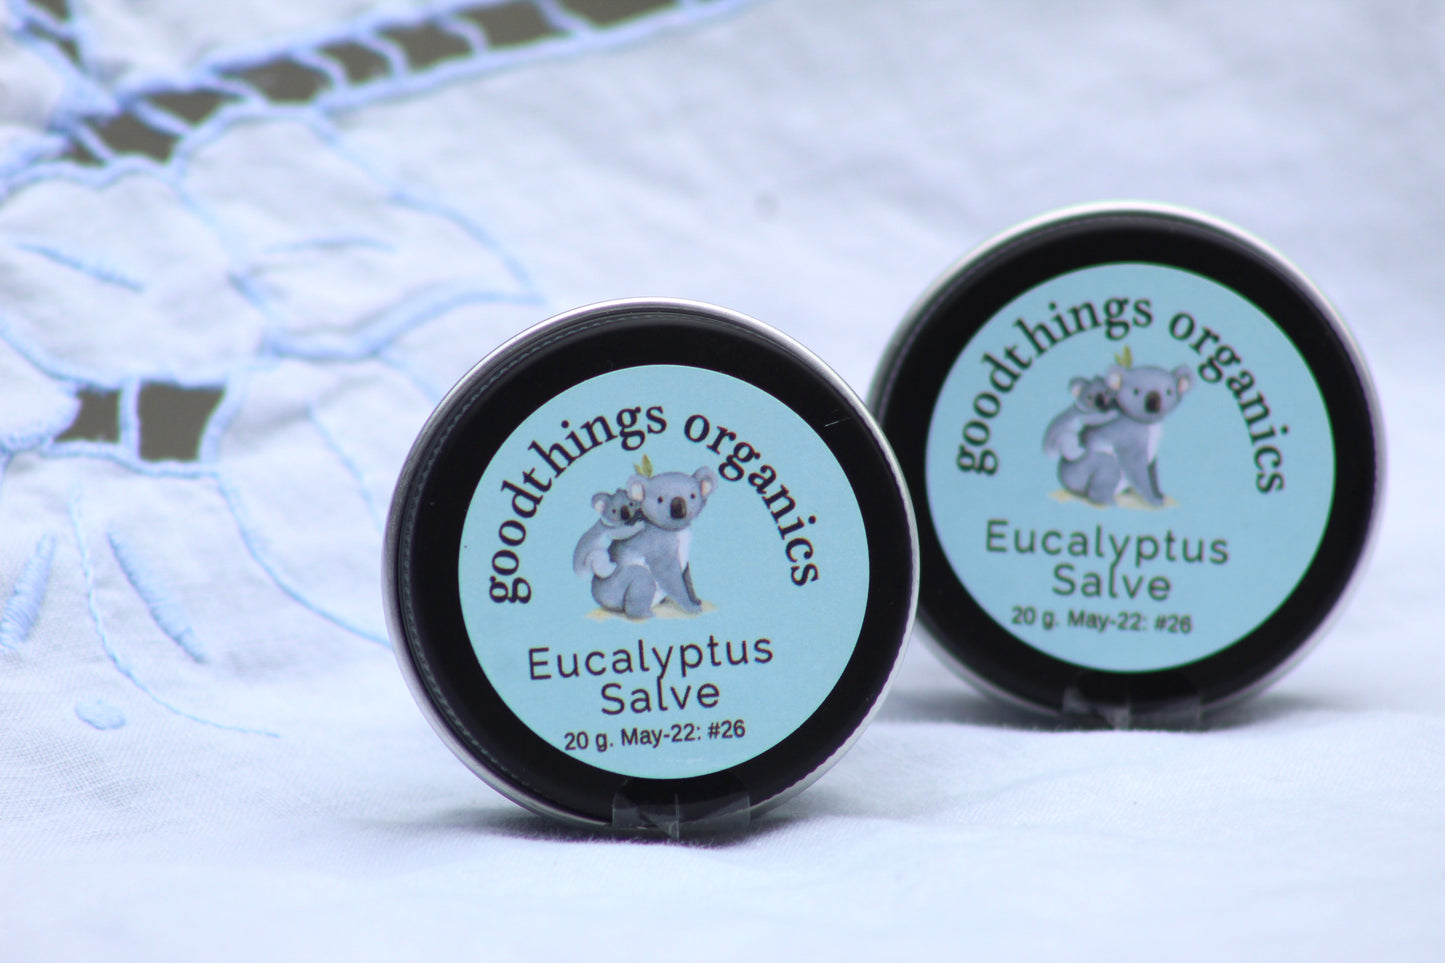 goodthings organics
Eucalyptus
Salve
20 g. May-22: #26
goodthings organics
Eucalyptus
Salve
20 g. May-22: #26